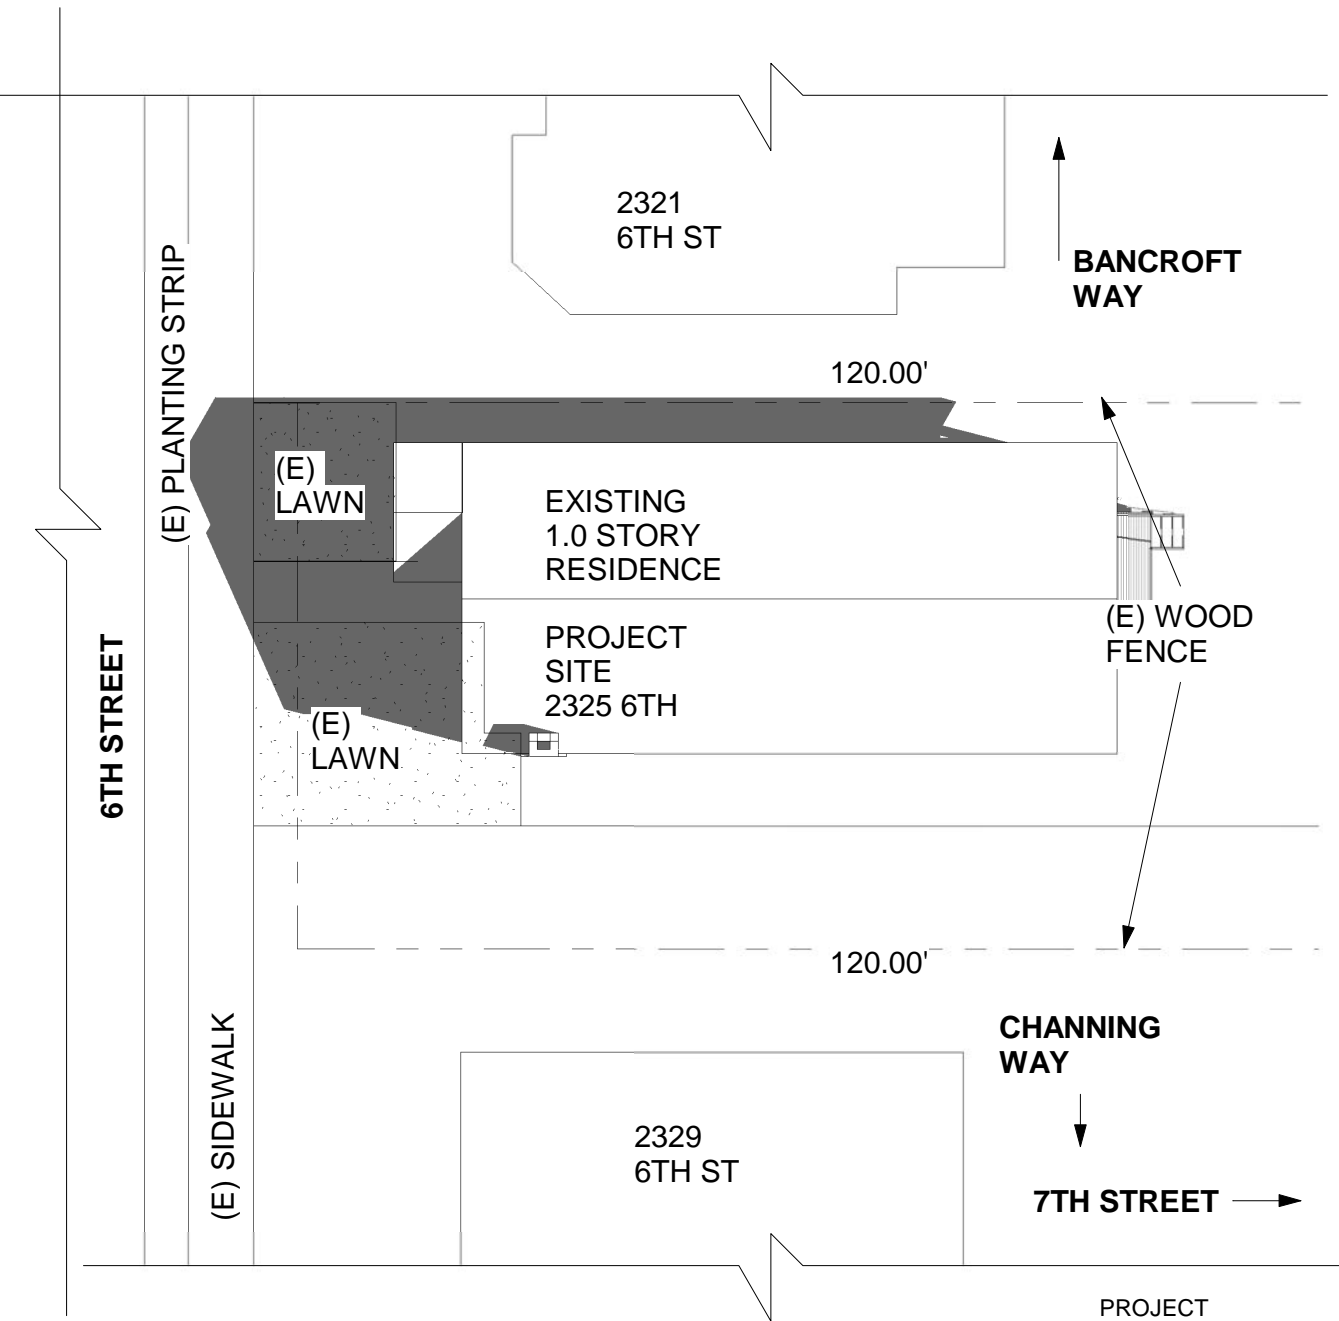 2321
6TH ST
BANCROFT
WAY
(E) PLANTING STRIP
120.00'
(E)
LAWN
EXISTING
1.0 STORY
RESIDENCE
(E) WOOD
FENCE
PROJECT
SITE
2325 6TH
6TH STREET
(E)
LAWN
120.00'
(E) SIDEWALK
CHANNING
WAY
2329
6TH ST
7TH STREET
PROJECT